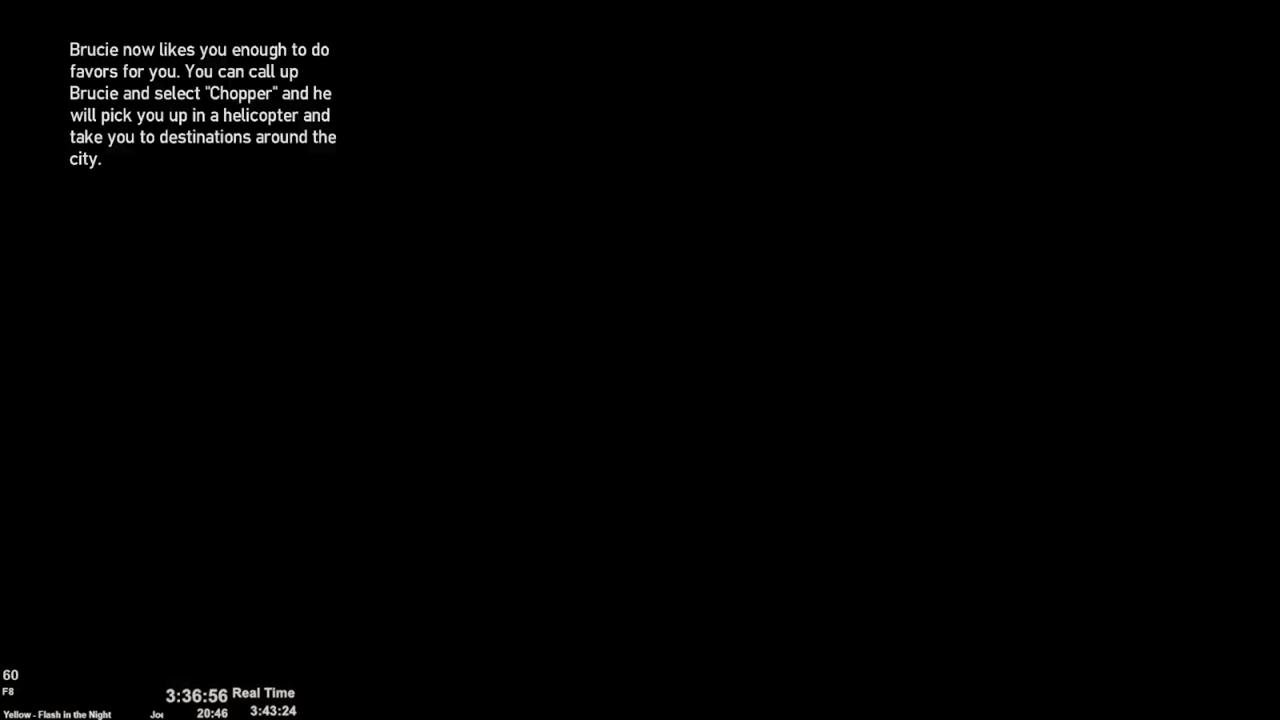 Brucie now likes you enough to do
favors for you. You can call up
Brucie and select "Chopper" and he
will pick you up in a helicopter and
take you to destinations around the
city.
60
F8
3:36:56 Real Time
Yellow - Flash in the Night Joe 20:46 3:43:24